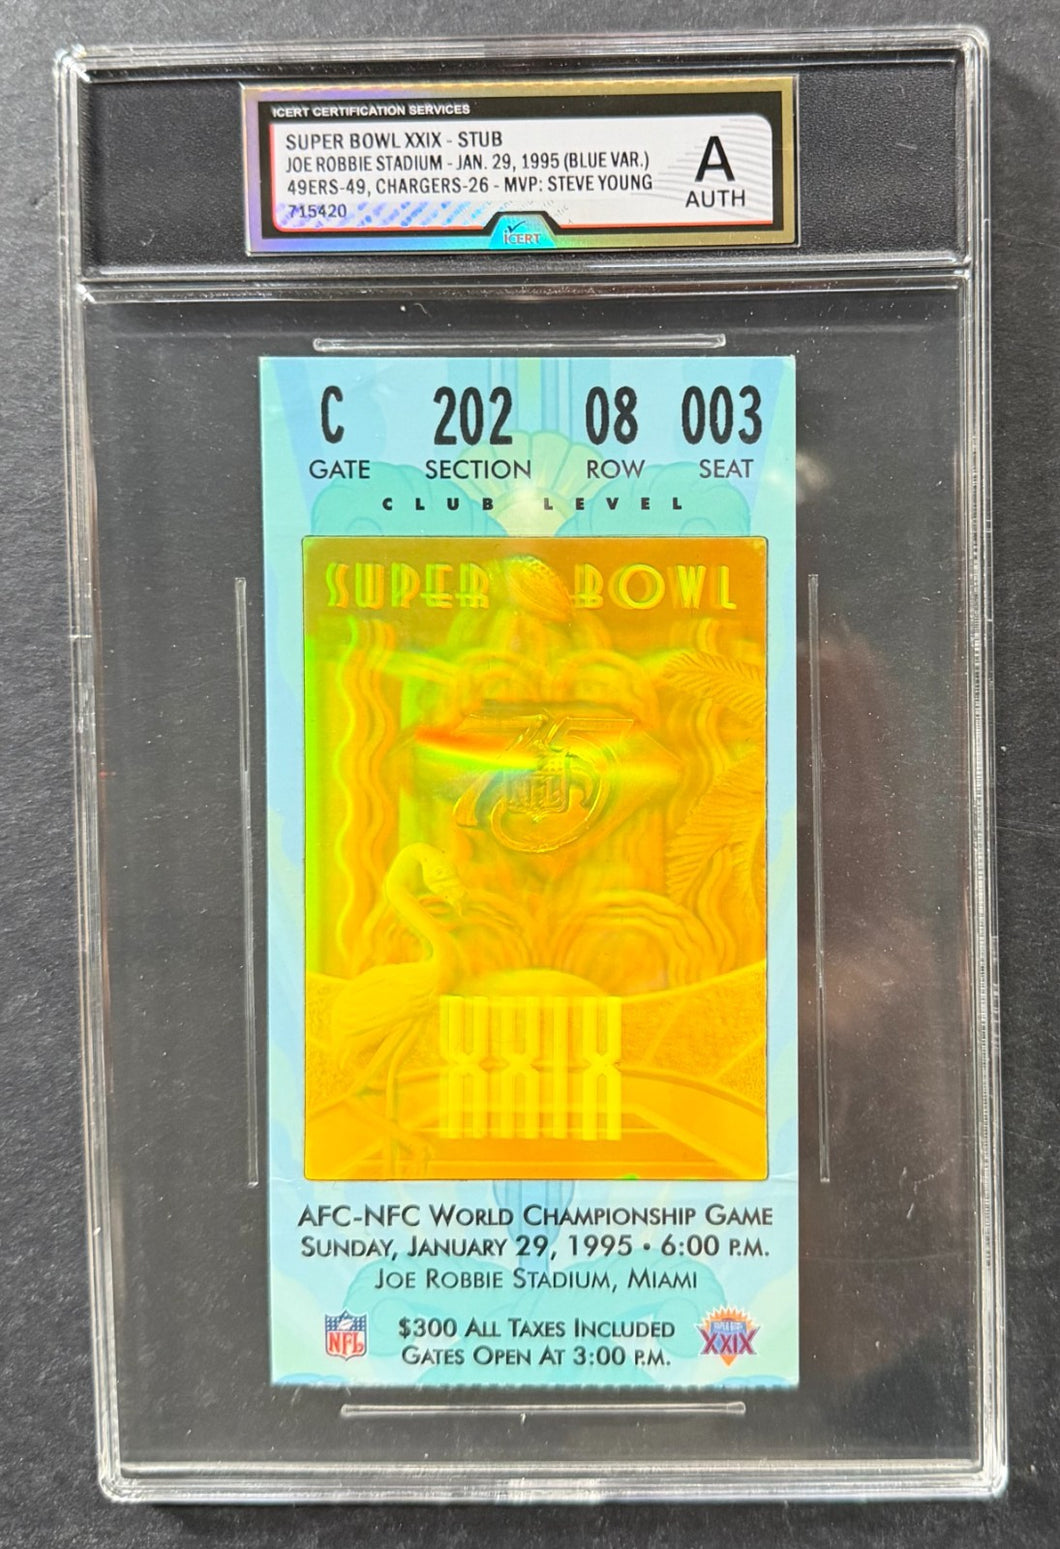 ICERT CERTIFICATION SERVICES
SUPER BOWL XXIX - STUB
JOE ROBBIE STADIUM - JAN. 29, 1995 (BLUE VAR.)
49ERS-49, CHARGERS-26 - MVP: STEVE YOUNG
715420
A
AUTH
iCERT
C 202 08 003
GATE SECTION ROW SEAT
CLUB LEVEL
SUPER BOWL
75
NFL
XXIX
AFC-NFC WORLD CHAMPIONSHIP GAME
SUNDAY, JANUARY 29, 1995 • 6:00 P.M.
JOE ROBBIE STADIUM, MIAMI
NFL
$300 ALL TAXES INCLUDED
GATES OPEN AT 3:00 P.M.
SUPER BOWL
XXIX